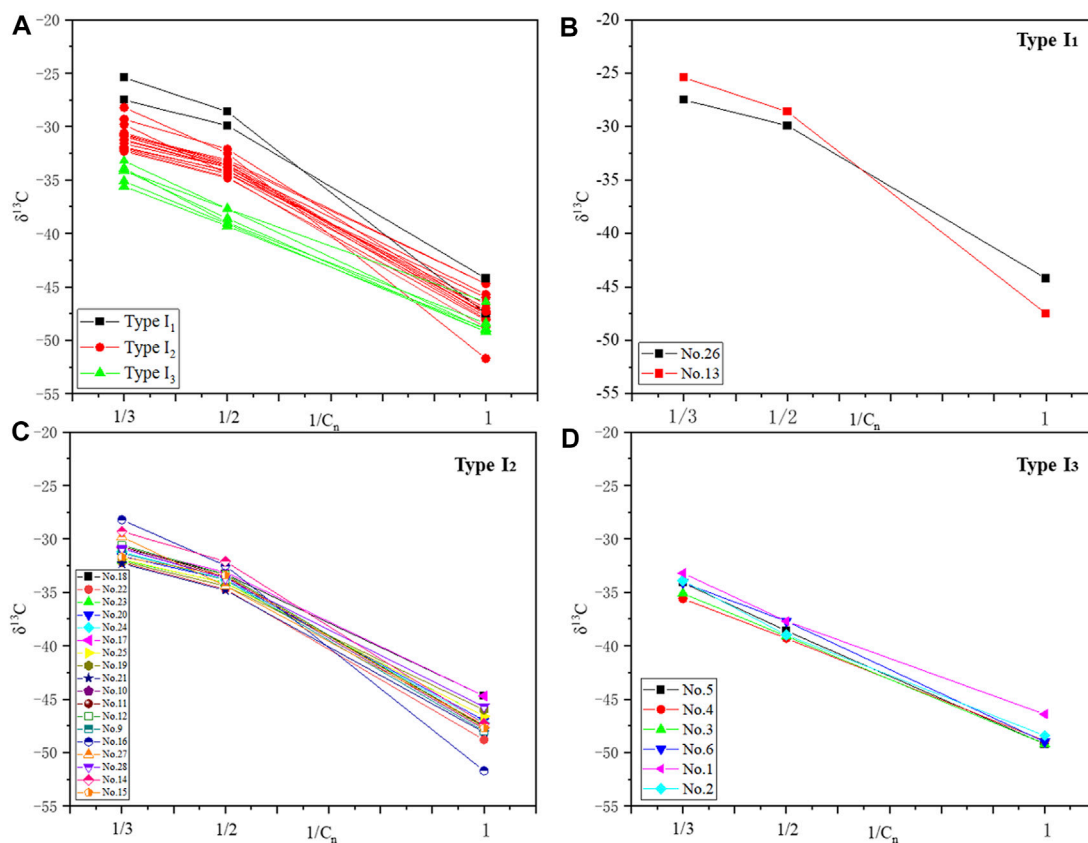 A
−20
−25
−30
−35
−40
−45
−50
−55
δ¹³C
Type I₁
Type I₂
Type I₃
1/3
1/2
1/Cₙ
1
B
Type I₁
-20
-25
-30
-35
-40
-45
-50
-55
δ¹³C
No.26
No.13
1/3
1/2
1/Cₙ
1
C
Type I₂
−20
−25
−30
−35
−40
−45
−50
−55
δ¹³C
No.18
No.22
No.23
No.20
No.24
No.17
No.25
No.19
No.21
No.10
No.11
No.12
No.9
No.16
No.27
No.28
No.14
No.15
1/3
1/2
1/Cₙ
1
D
Type I₃
−20
−25
−30
−35
−40
−45
−50
−55
δ¹³C
No.5
No.4
No.3
No.6
No.1
No.2
1/3
1/2
1/Cₙ
1